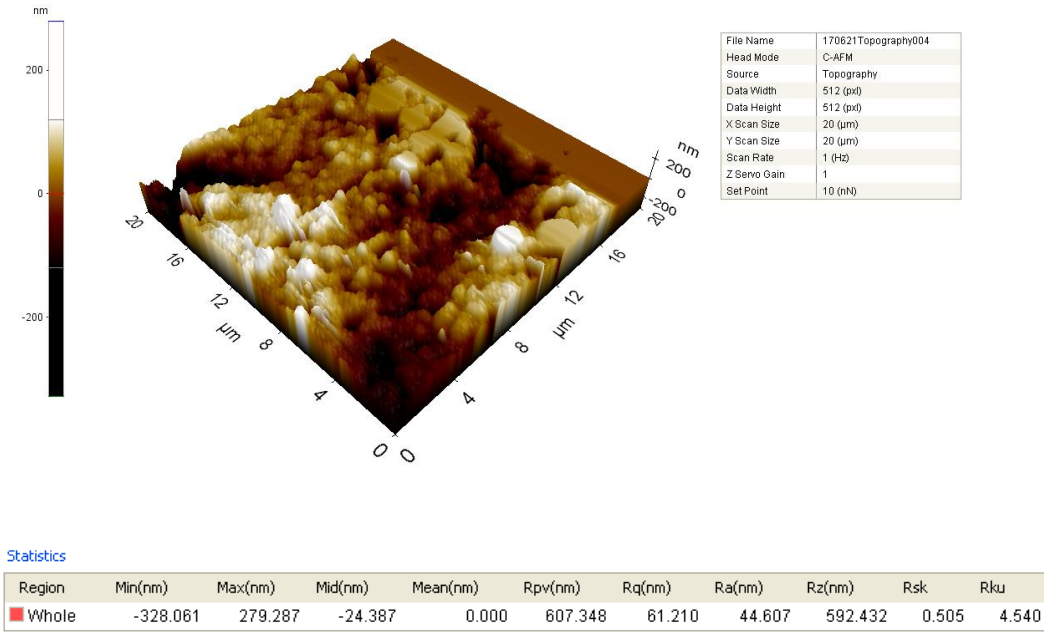 nm
200
0
-200
20
16
12
μm
8
4
0
0
4
8
μm
12
16
20
nm
200
0
-200
File Name 170621Topography004
Head Mode C-AFM
Source Topography
Data Width 512 (pxl)
Data Height 512 (pxl)
X Scan Size 20 (μm)
Y Scan Size 20 (μm)
Scan Rate 1 (Hz)
Z Servo Gain 1
Set Point 10 (nN)
Statistics
Region Min(nm) Max(nm) Mid(nm) Mean(nm) Rpv(nm) Rq(nm) Ra(nm) Rz(nm) Rsk Rku
Whole -328.061 279.287 -24.387 0.000 607.348 61.210 44.607 592.432 0.505 4.540